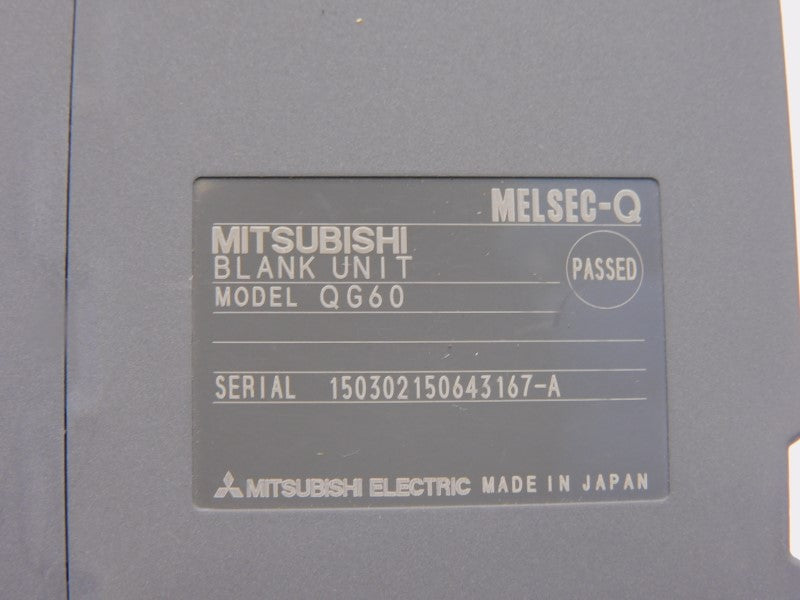 MELSEC-Q
MITSUBISHI
BLANK UNIT
PASSED
MODEL QG60
SERIAL 150302150643167-A
MITSUBISHI ELECTRIC MADE IN JAPAN